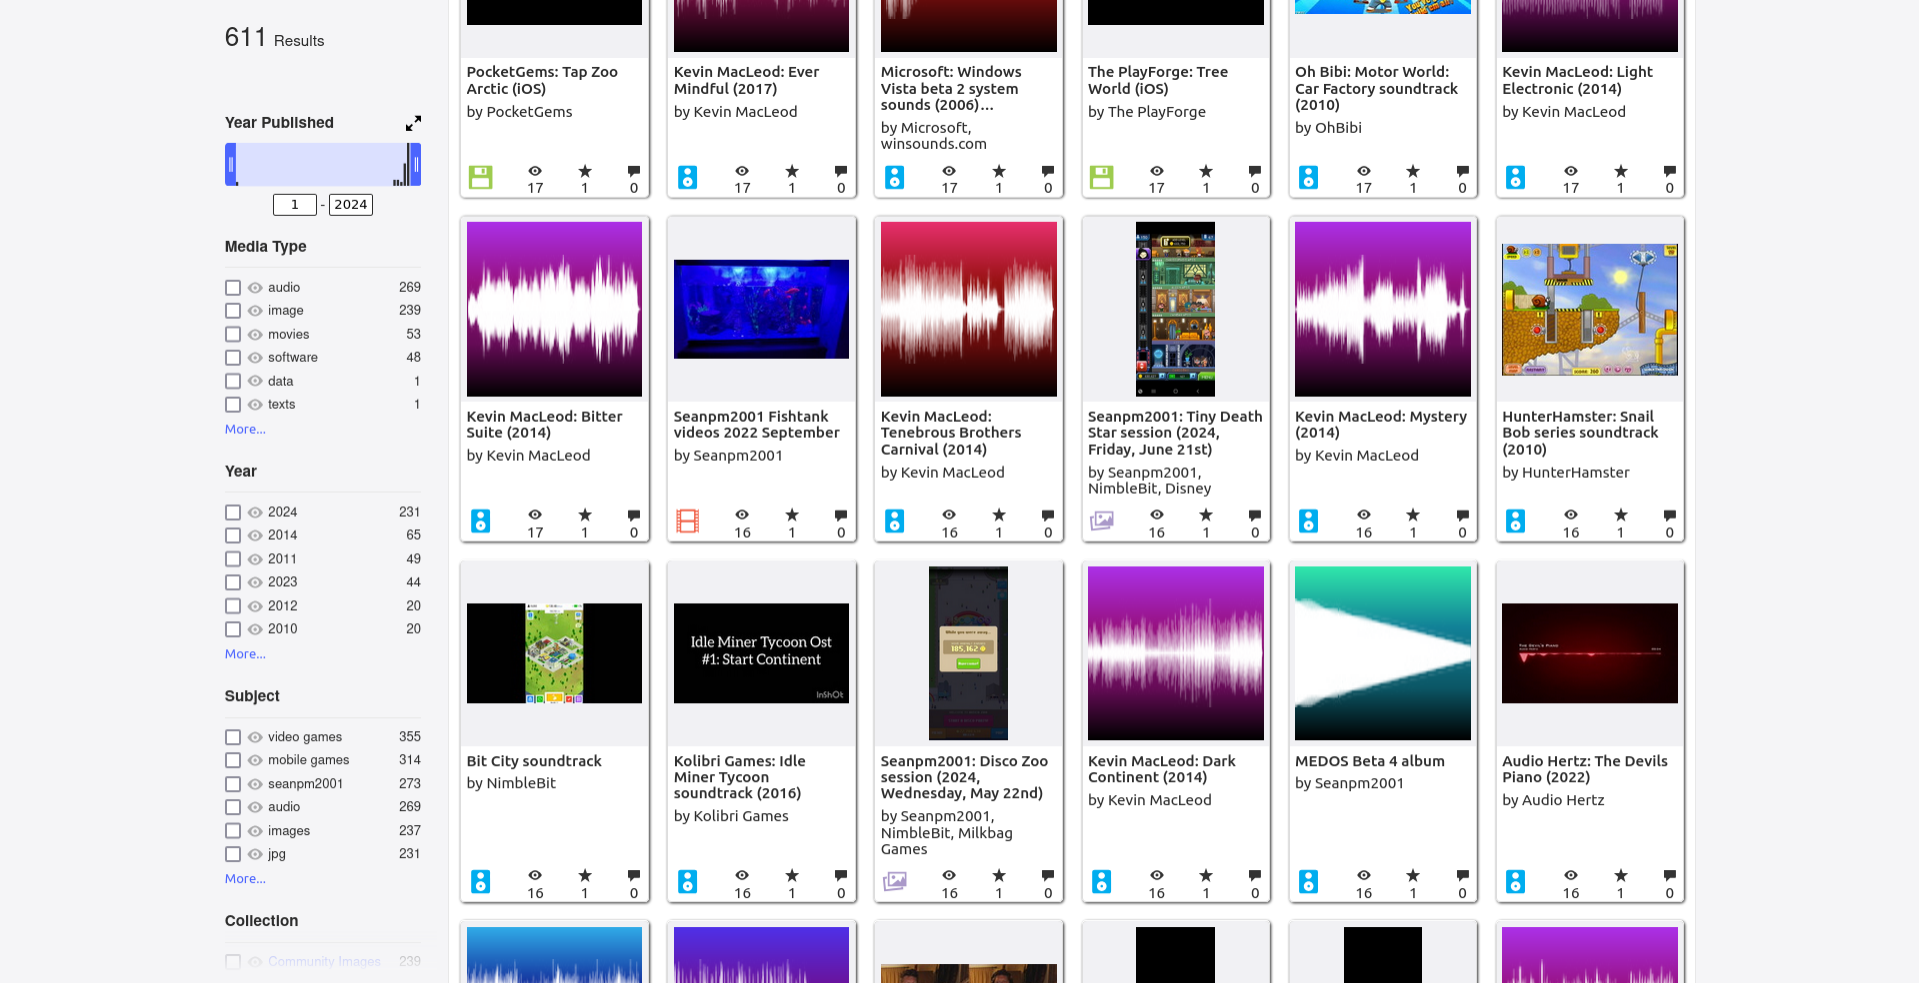 611 Results
Year Published
1 - 2024
Media Type
audio 269
image 239
movies 53
software 48
data 1
texts 1
More...
Year
2024 231
2014 65
2011 49
2023 44
2012 20
2010 20
More...
Subject
video games 355
mobile games 314
seanpm2001 273
audio 269
images 237
jpg 231
More...
Collection
Community Images 239
PocketGems: Tap Zoo
Arctic (iOS)
by PocketGems
17 1 0
Kevin MacLeod: Ever
Mindful (2017)
by Kevin MacLeod
17 1 0
Microsoft: Windows
Vista beta 2 system
sounds (2006)...
by Microsoft,
winsounds.com
17 1 0
The PlayForge: Tree
World (iOS)
by The PlayForge
17 1 0
Oh Bibi: Motor World:
Car Factory soundtrack
(2010)
by OhBibi
17 1 0
Kevin MacLeod: Light
Electronic (2014)
by Kevin MacLeod
17 1 0
Kevin MacLeod: Bitter
Suite (2014)
by Kevin MacLeod
17 1 0
Seanpm2001 Fishtank
videos 2022 September
by Seanpm2001
16 1 0
Kevin MacLeod:
Tenebrous Brothers
Carnival (2014)
by Kevin MacLeod
16 1 0
Seanpm2001: Tiny Death
Star session (2024,
Friday, June 21st)
by Seanpm2001,
NimbleBit, Disney
16 1 0
Kevin MacLeod: Mystery
(2014)
by Kevin MacLeod
16 1 0
HunterHamster: Snail
Bob series soundtrack
(2010)
by HunterHamster
16 1 0
Bit City soundtrack
by NimbleBit
16 1 0
Idle Miner Tycoon Ost
#1: Start Continent
InShOt
Kolibri Games: Idle
Miner Tycoon
soundtrack (2016)
by Kolibri Games
16 1 0
185,162
Seanpm2001: Disco Zoo
session (2024,
Wednesday, May 22nd)
by Seanpm2001,
NimbleBit, Milkbag
Games
16 1 0
Kevin MacLeod: Dark
Continent (2014)
by Kevin MacLeod
16 1 0
MEDOS Beta 4 album
by Seanpm2001
16 1 0
The Devil's Piano
Audio Hertz: The Devils
Piano (2022)
by Audio Hertz
16 1 0